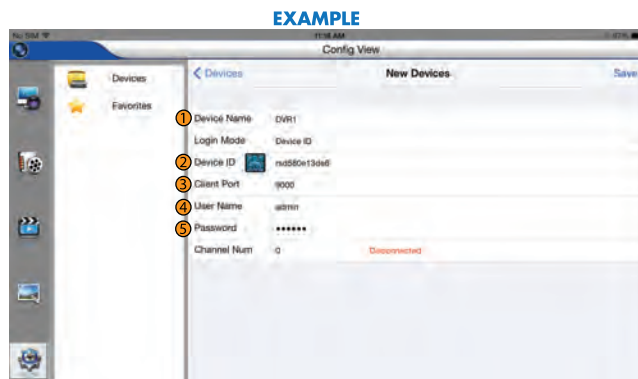 EXAMPLE
No SIM 11:16 AM
Config View
Devices
Favorites
Devices New Devices Save
1 Device Name DVR1
Login Mode Device ID
2 Device ID
3 Client Port 9000
4 User Name admin
5 Password ••••••
Channel Num 0 Disconnected